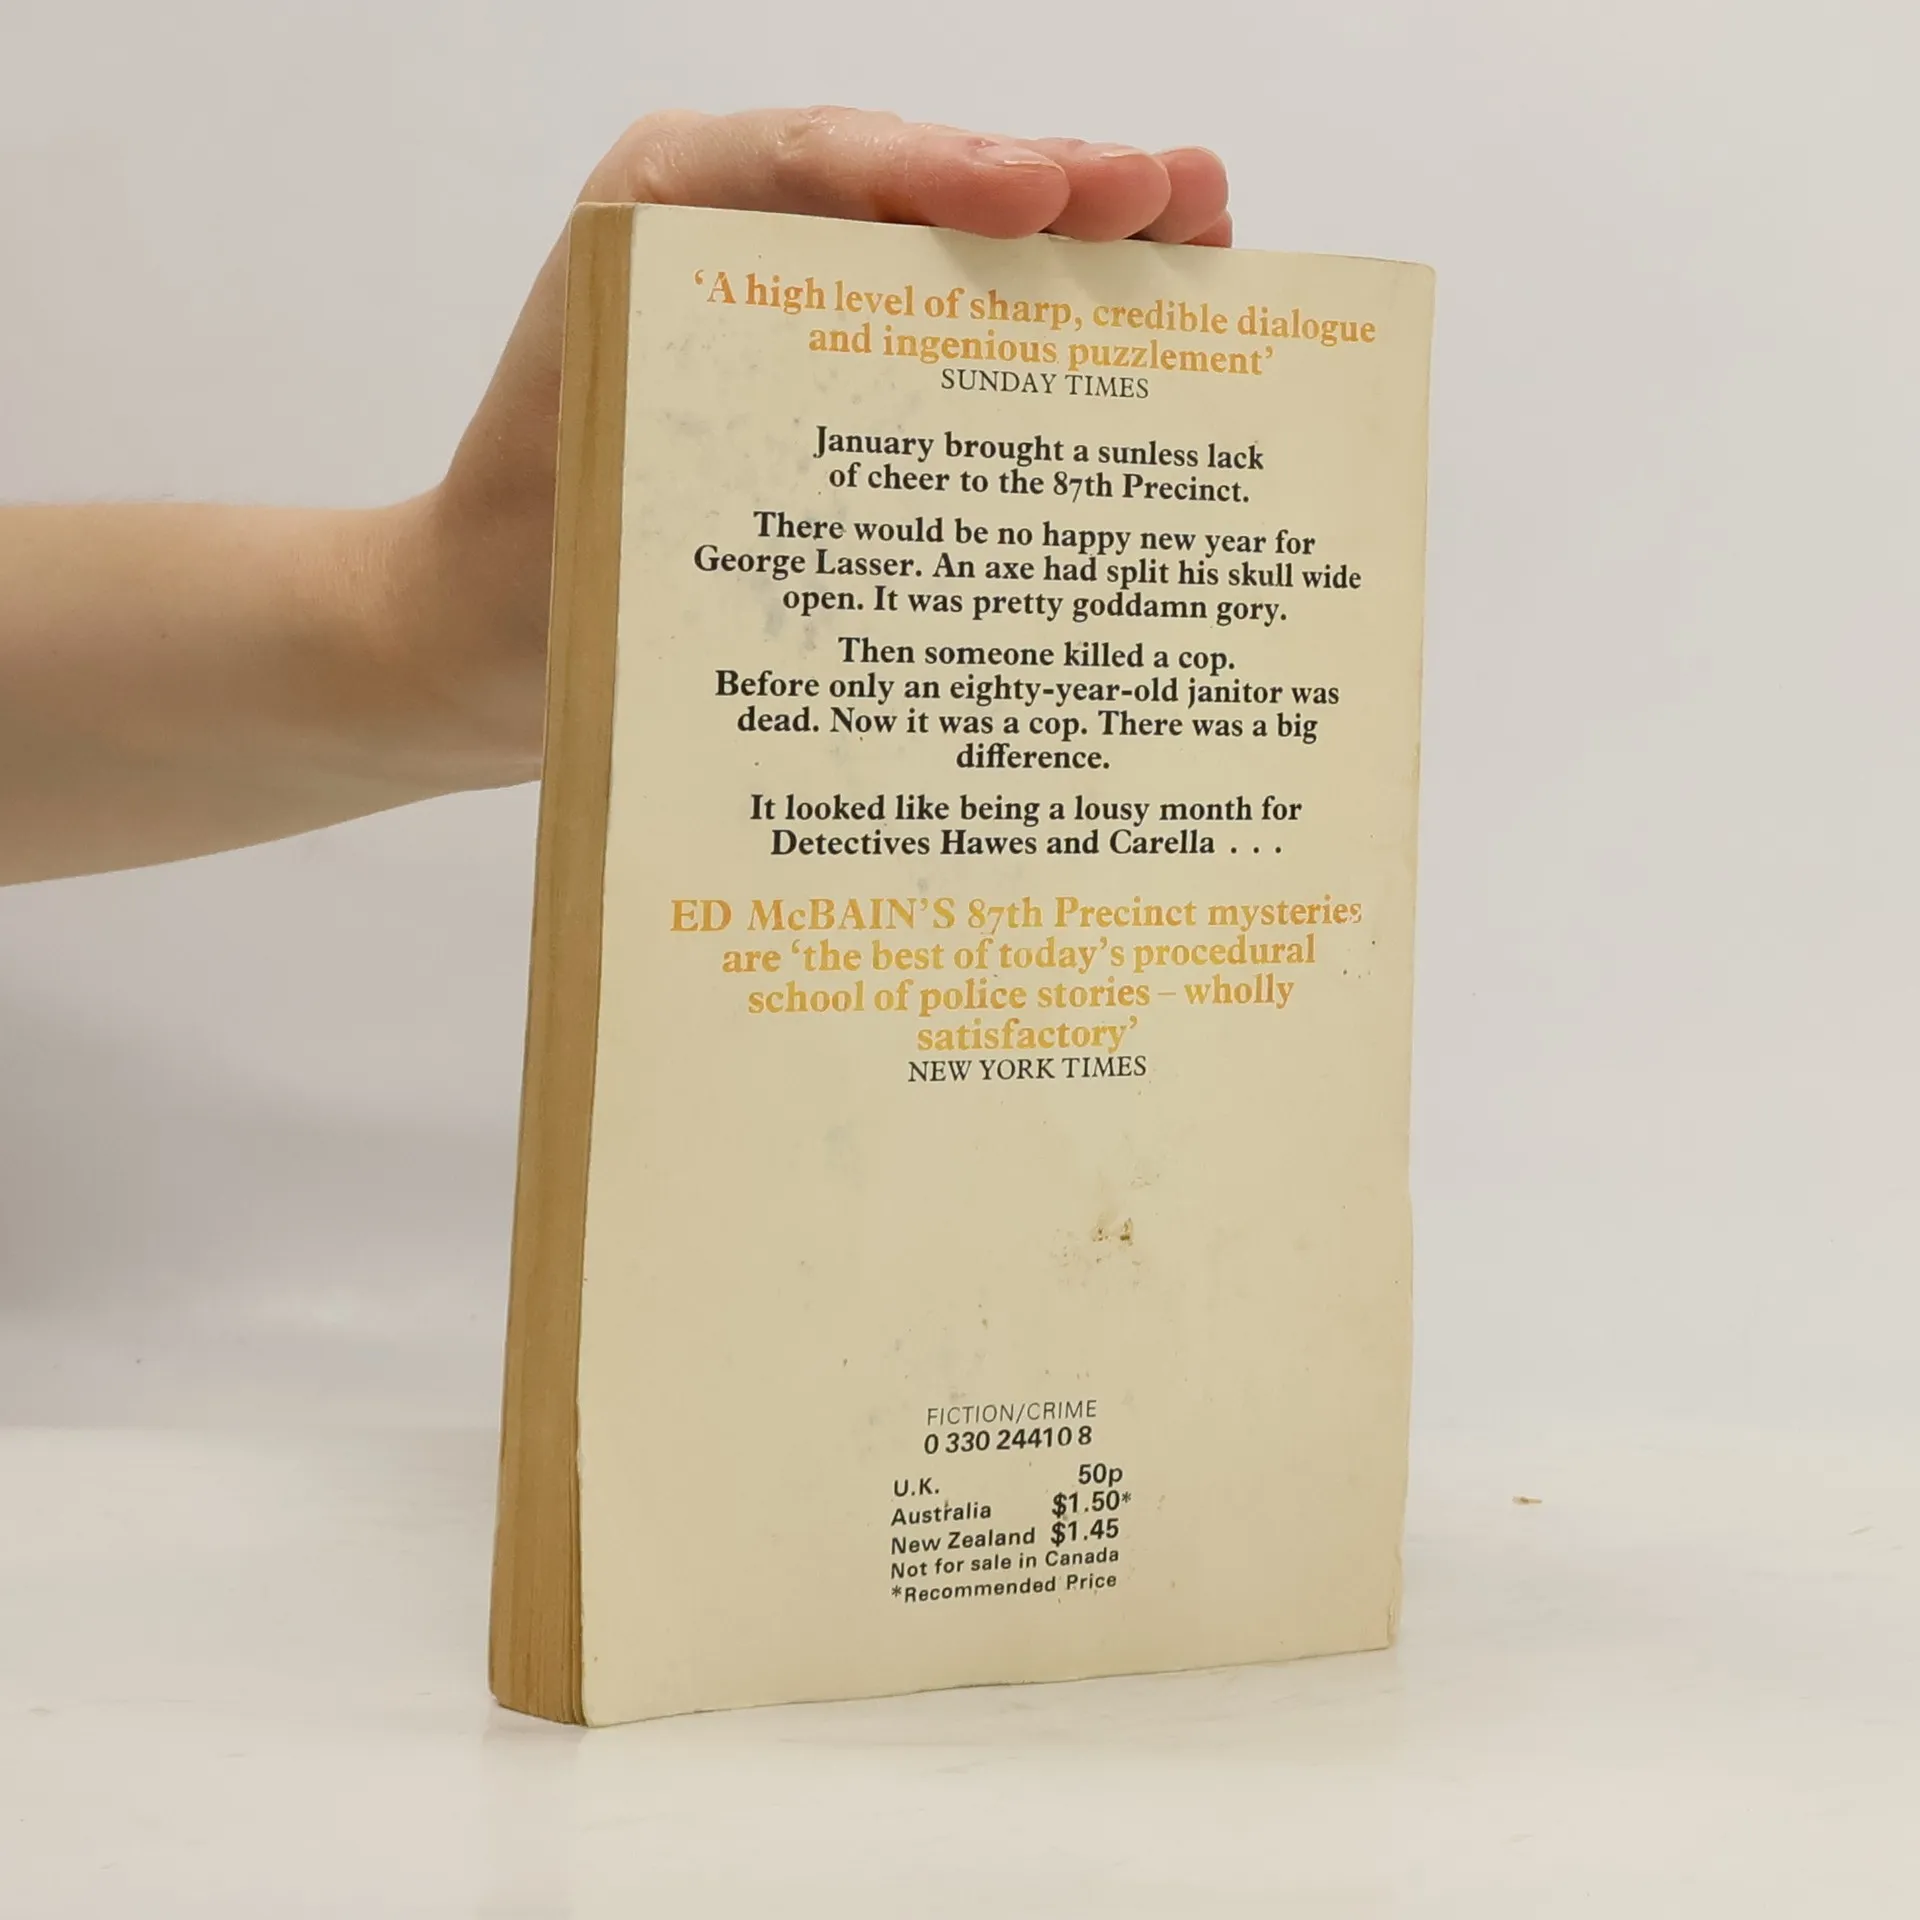 ‘A high level of sharp, credible dialogue
and ingenious puzzlement’
SUNDAY TIMES
January brought a sunless lack
of cheer to the 87th Precinct.
There would be no happy new year for
George Lasser. An axe had split his skull wide
open. It was pretty goddamn gory.
Then someone killed a cop.
Before only an eighty-year-old janitor was
dead. Now it was a cop. There was a big
difference.
It looked like being a lousy month for
Detectives Hawes and Carella . . .
ED McBAIN’S 87th Precinct mysteries
are ‘the best of today’s procedural
school of police stories – wholly
satisfactory’
NEW YORK TIMES
FICTION/CRIME
0 330 24410 8
U.K. 50p
Australia $1.50*
New Zealand $1.45
Not for sale in Canada
*Recommended Price